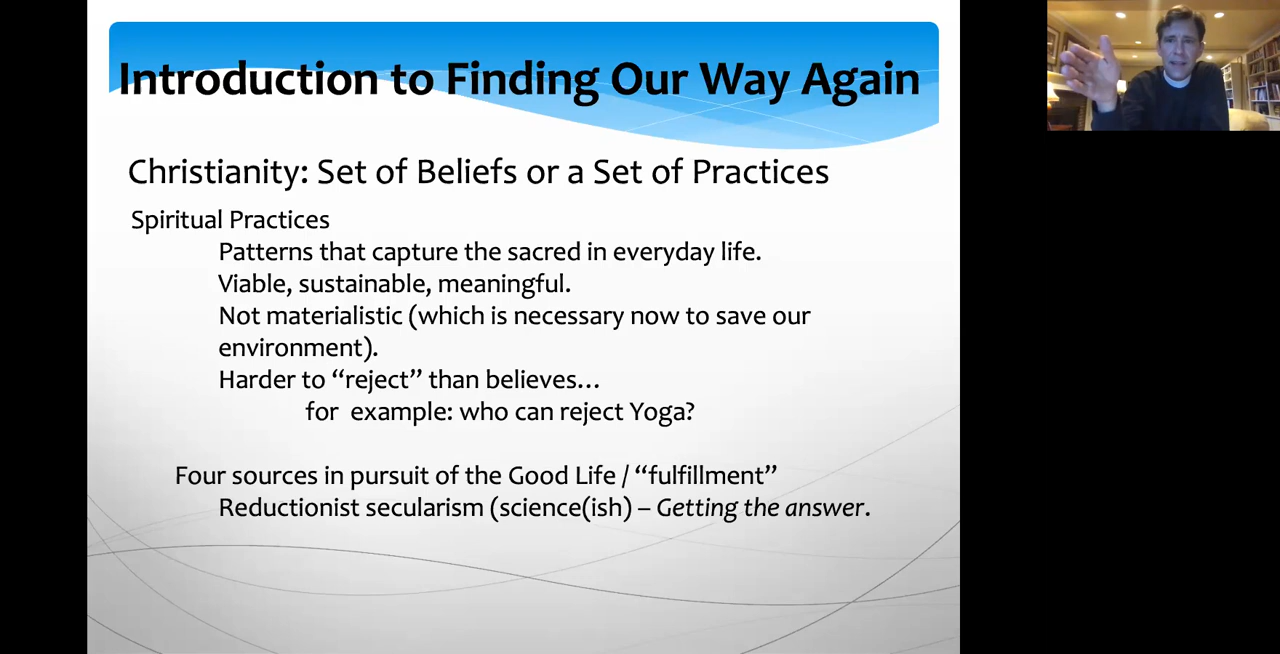 Introduction to Finding Our Way Again
Christianity: Set of Beliefs or a Set of Practices
Spiritual Practices
Patterns that capture the sacred in everyday life.
Viable, sustainable, meaningful.
Not materialistic (which is necessary now to save our
environment).
Harder to “reject” than believes…
for example: who can reject Yoga?
Four sources in pursuit of the Good Life / “fulfillment”
Reductionist secularism (science(ish) – Getting the answer.